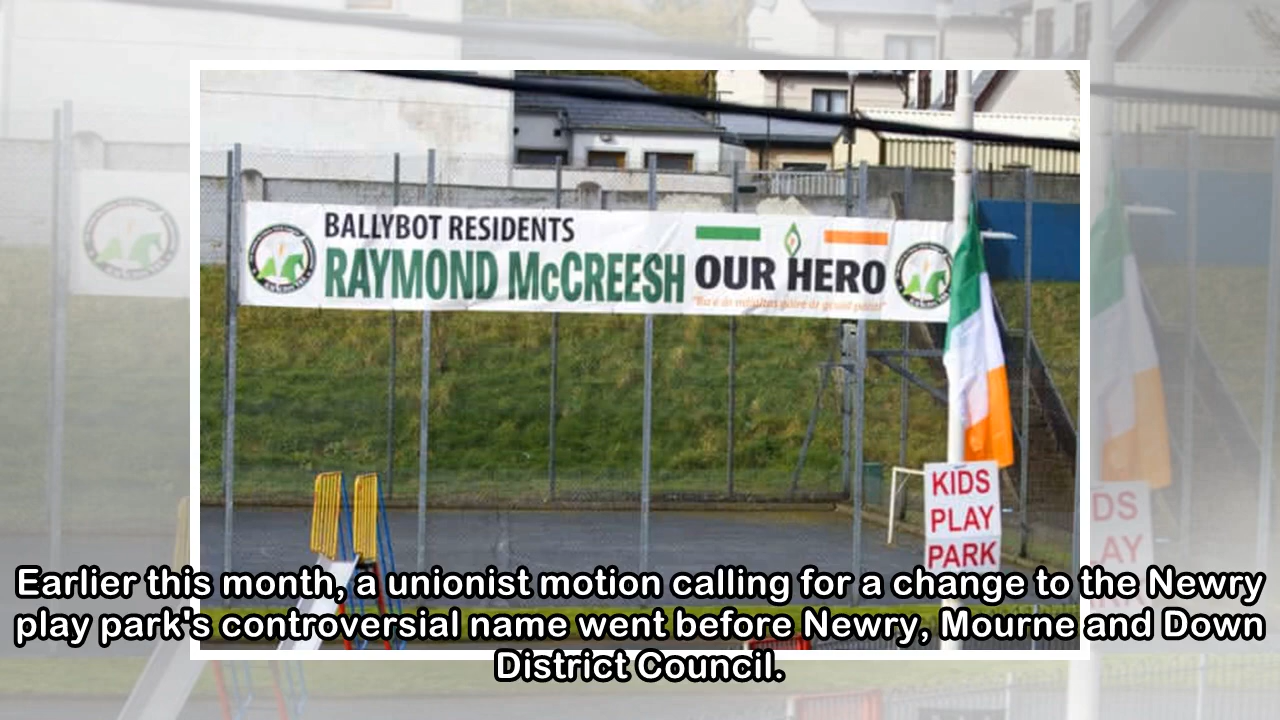 BALLYBOT RESIDENTS
RAYMOND McCREESH
OUR HERO
KIDS
PLAY
PARK
Earlier this month, a unionist motion calling for a change to the Newry
play park's controversial name went before Newry, Mourne and Down
District Council.